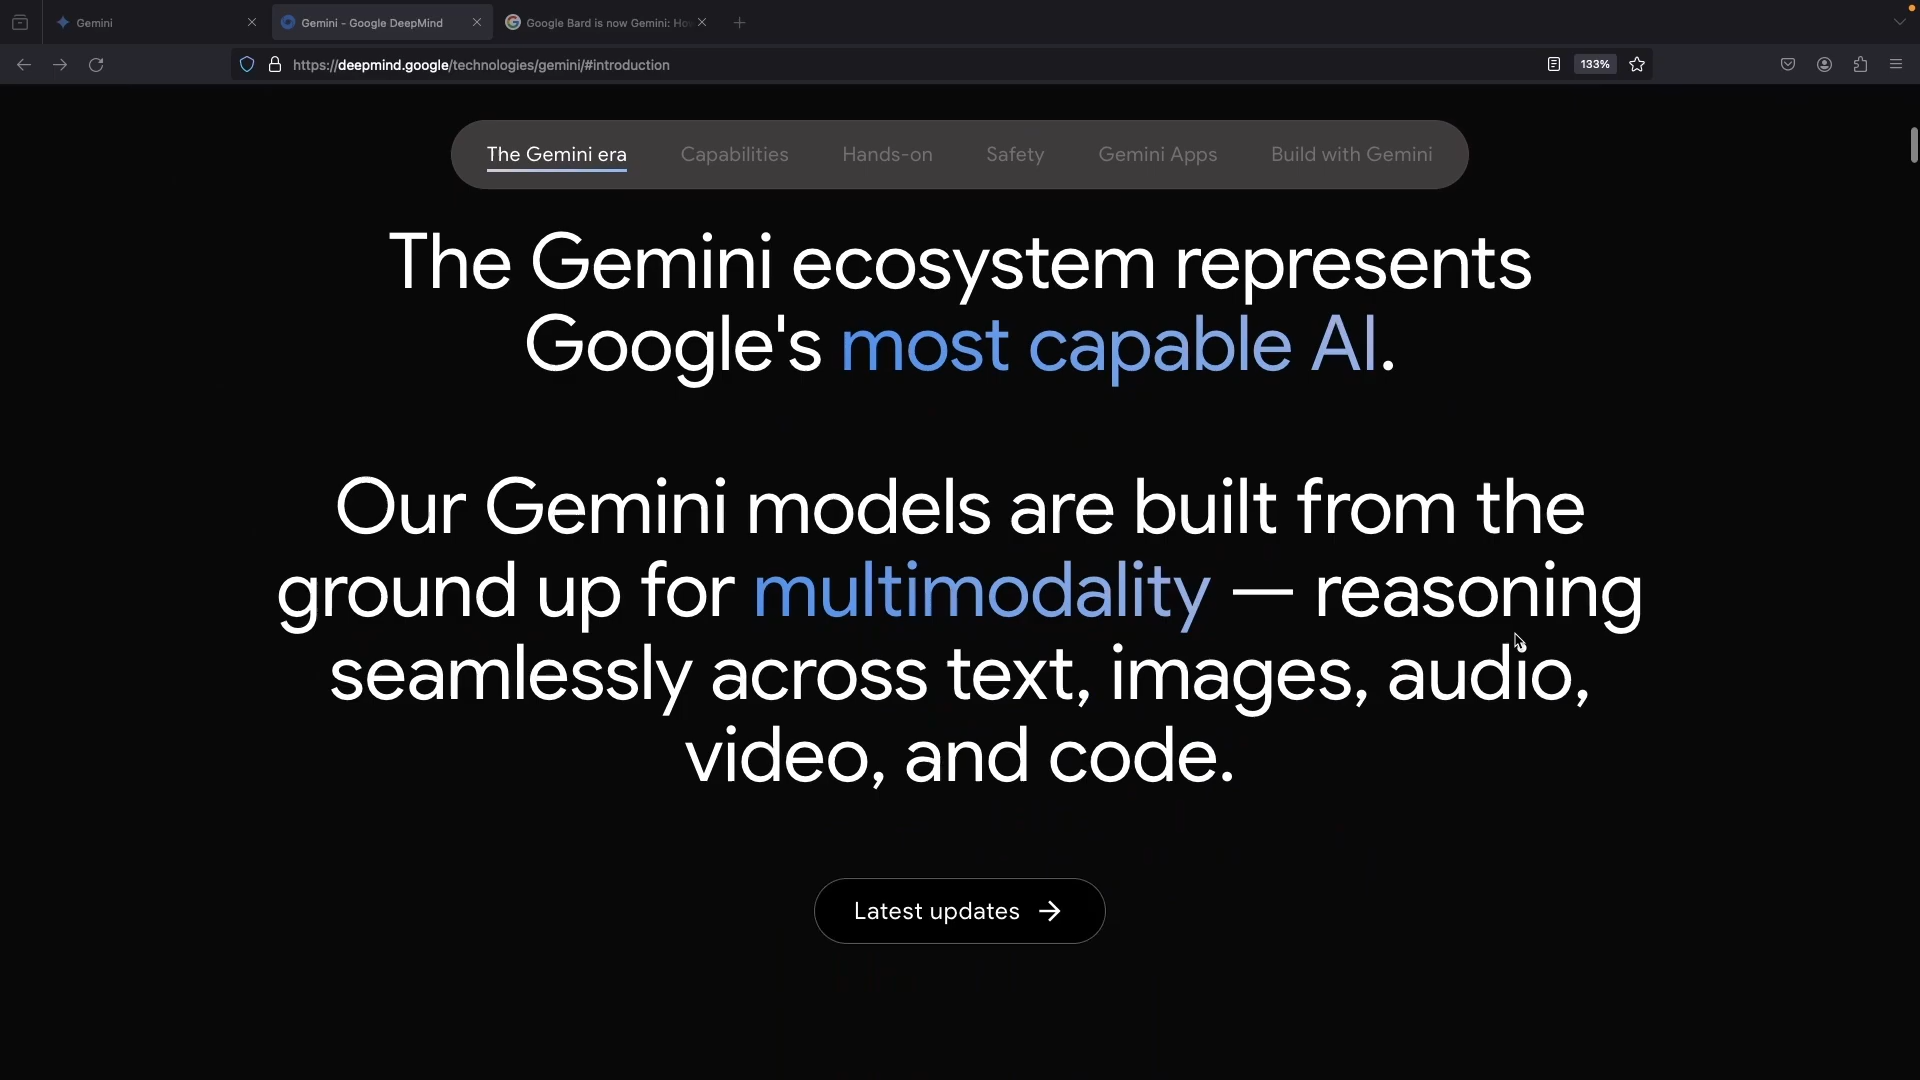 Gemini
Gemini - Google DeepMind
Google Bard is now Gemini:
https://deepmind.google/technologies/gemini/#introduction
133%
The Gemini era
Capabilities
Hands-on
Safety
Gemini Apps
Build with Gemini
The Gemini ecosystem represents
Google's most capable AI.
Our Gemini models are built from the
ground up for multimodality — reasoning
seamlessly across text, images, audio,
video, and code.
Latest updates →